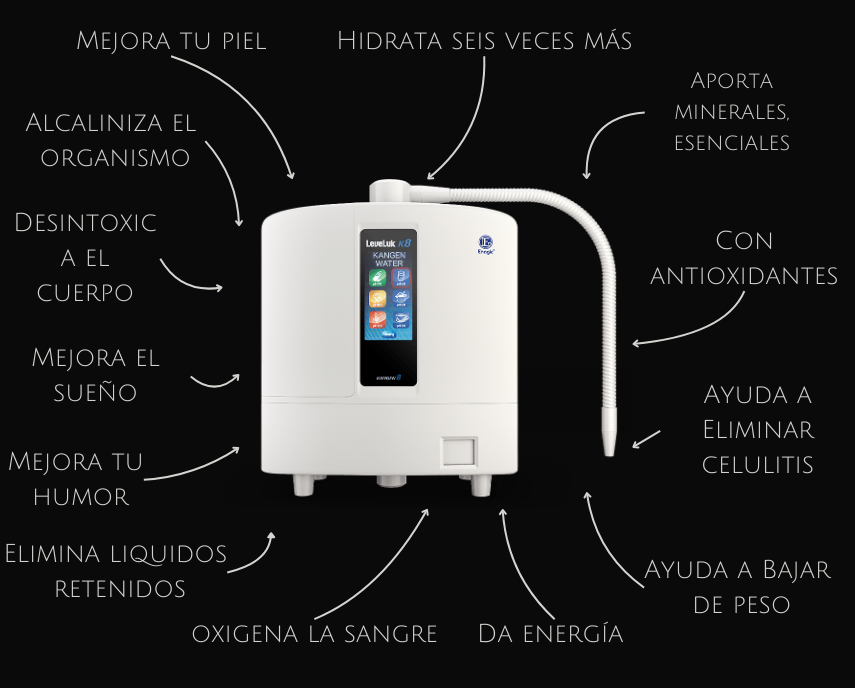 MEJORA TU PIEL
HIDRATA SEIS VECES MÁS
APORTA
MINERALES,
ESENCIALES
ALCALINIZA EL
ORGANISMO
DESINTOXIC
A EL
CUERPO
CON
ANTIOXIDANTES
LeveLuk K8
KANGEN
WATER
Enagic
MEJORA EL
SUEÑO
AYUDA A
ELIMINAR
CELULITIS
MEJORA TU
HUMOR
ELIMINA LIQUIDOS
RETENIDOS
AYUDA A BAJAR
DE PESO
OXIGENA LA SANGRE
DA ENERGÍA